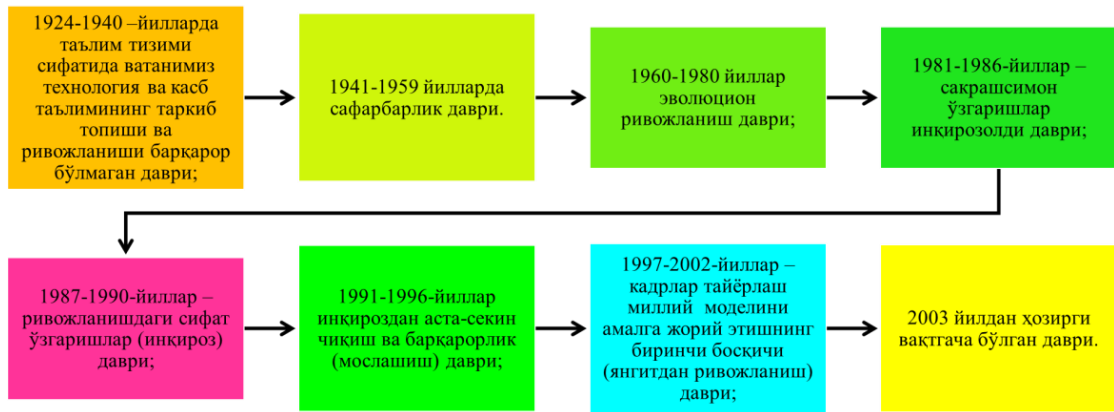 1924-1940 –йилларда
таълим тизими
сифатида ватанимиз
технология ва касб
таълимининг таркиб
топиши ва
ривожланиши барқарор
бўлмаган даври;
1941-1959 йилларда
сафарбарлик даври.
1960-1980 йиллар
эволюцион
ривожланиш даври;
1981-1986-йиллар –
сакрашсимон
ўзгаришлар
инқирозолди даври;
1987-1990-йиллар –
ривожланишдаги сифат
ўзгаришлар (инқироз)
даври;
1991-1996-йиллар
инқироздан аста-секин
чиқиш ва барқарорлик
(мослашиш) даври;
1997-2002-йиллар –
кадрлар тайёрлаш
миллий моделини
амалга жорий этишнинг
биринчи босқичи
(янгитдан ривожланиш)
даври;
2003 йилдан ҳозирги
вақтгача бўлган даври.